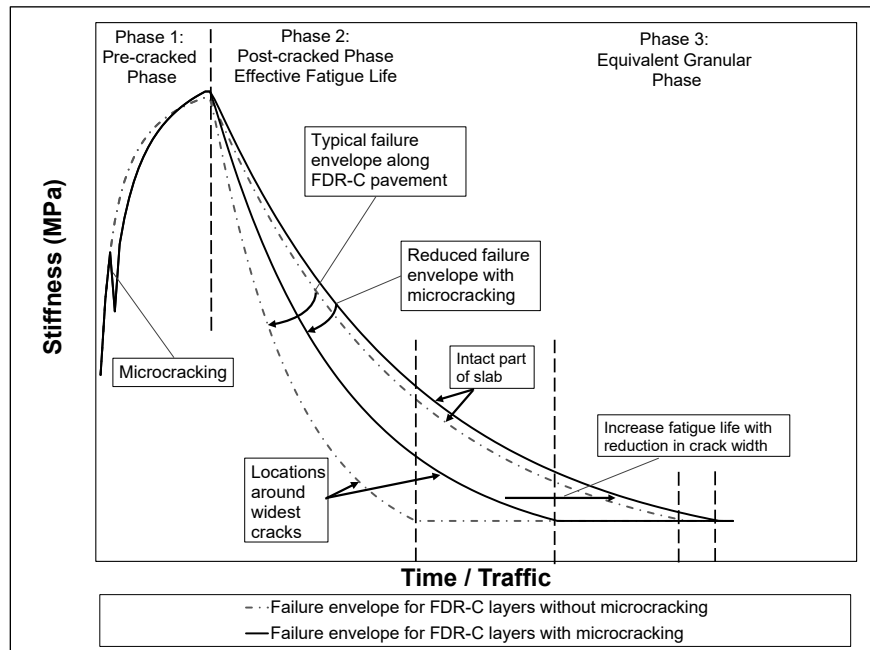 Phase 1:
Pre-cracked
Phase
Phase 2:
Post-cracked Phase
Effective Fatigue Life
Phase 3:
Equivalent Granular
Phase
Typical failure
envelope along
FDR-C pavement
Reduced failure
envelope with
microcracking
Microcracking
Intact part
of slab
Increase fatigue life with
reduction in crack width
Locations
around
widest
cracks
Stiffness (MPa)
Time / Traffic
Failure envelope for FDR-C layers without microcracking
Failure envelope for FDR-C layers with microcracking